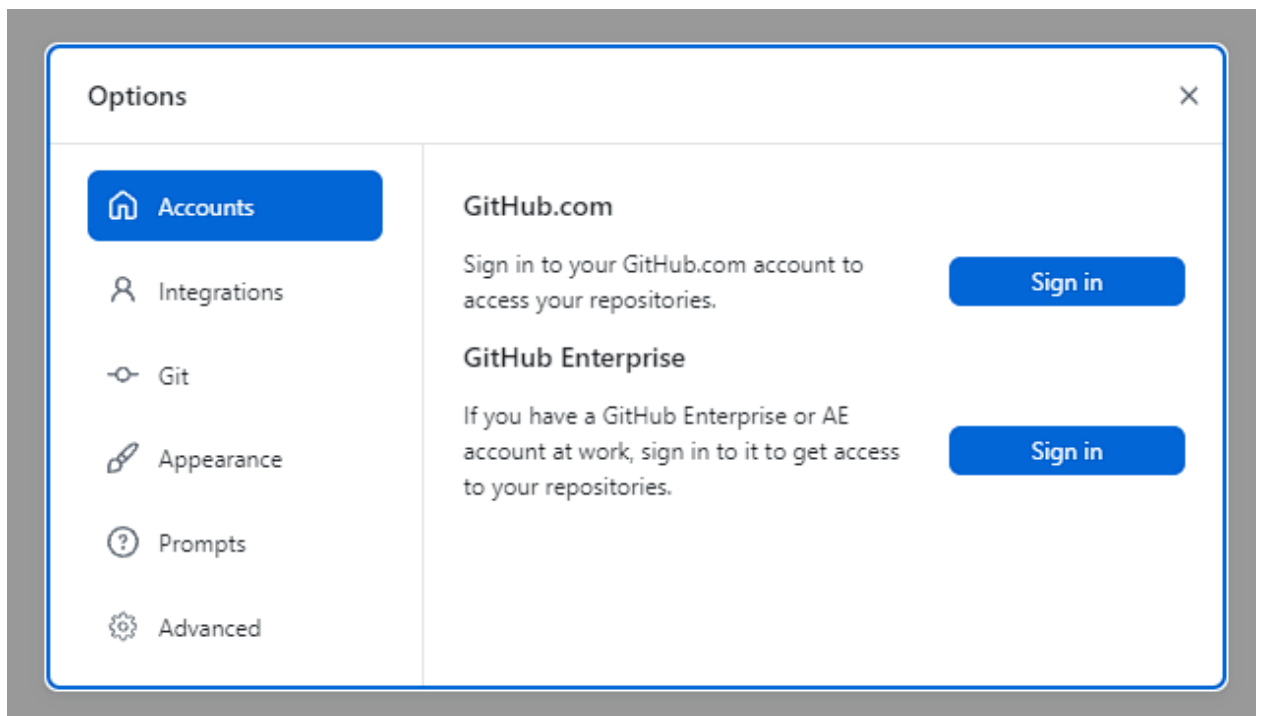 Options
Accounts
Integrations
Git
Appearance
Prompts
Advanced
GitHub.com
Sign in to your GitHub.com account to
access your repositories.
Sign in
GitHub Enterprise
If you have a GitHub Enterprise or AE
account at work, sign in to it to get access
to your repositories.
Sign in